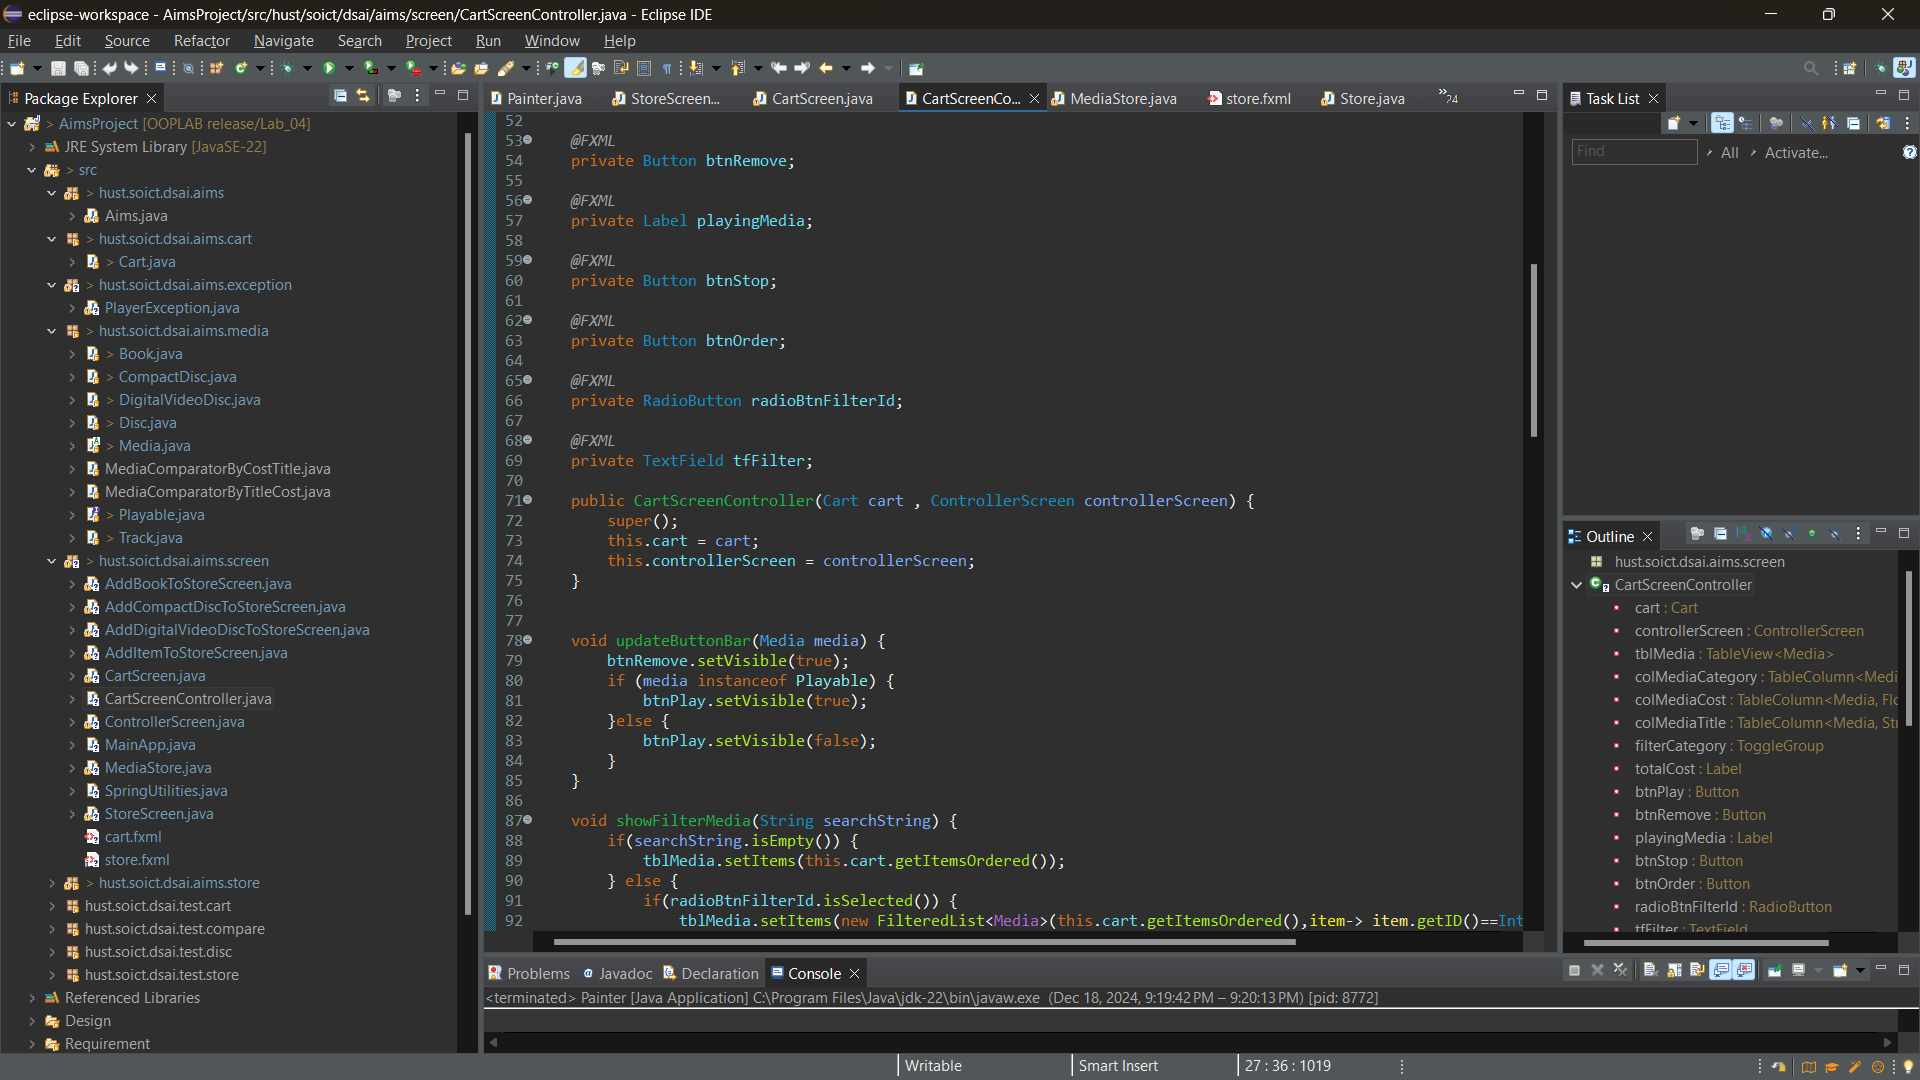 eclipse-workspace - AimsProject/src/hust/soict/dsai/aims/screen/CartScreenController.java - Eclipse IDE
File Edit Source Refactor Navigate Search Project Run Window Help
Package Explorer
> AimsProject [OOPLAB release/Lab_04]
JRE System Library [JavaSE-22]
> src
> hust.soict.dsai.aims
Aims.java
> hust.soict.dsai.aims.cart
> Cart.java
> hust.soict.dsai.aims.exception
PlayerException.java
> hust.soict.dsai.aims.media
> Book.java
> CompactDisc.java
> DigitalVideoDisc.java
> Disc.java
> Media.java
MediaComparatorByCostTitle.java
MediaComparatorByTitleCost.java
> Playable.java
> Track.java
> hust.soict.dsai.aims.screen
AddBookToStoreScreen.java
AddCompactDiscToStoreScreen.java
AddDigitalVideoDiscToStoreScreen.java
AddItemToStoreScreen.java
CartScreen.java
CartScreenController.java
ControllerScreen.java
MainApp.java
MediaStore.java
SpringUtilities.java
StoreScreen.java
cart.fxml
store.fxml
> hust.soict.dsai.aims.store
hust.soict.dsai.test.cart
hust.soict.dsai.test.compare
hust.soict.dsai.test.disc
hust.soict.dsai.test.store
Referenced Libraries
Design
Requirement
Painter.java StoreScreen... CartScreen.java CartScreenCo... MediaStore.java store.fxml Store.java »24
52
53 @FXML
54 private Button btnRemove;
55
56 @FXML
57 private Label playingMedia;
58
59 @FXML
60 private Button btnStop;
61
62 @FXML
63 private Button btnOrder;
64
65 @FXML
66 private RadioButton radioBtnFilterId;
67
68 @FXML
69 private TextField tfFilter;
70
71 public CartScreenController(Cart cart , ControllerScreen controllerScreen) {
72 super();
73 this.cart = cart;
74 this.controllerScreen = controllerScreen;
75 }
76
77
78 void updateButtonBar(Media media) {
79 btnRemove.setVisible(true);
80 if (media instanceof Playable) {
81 btnPlay.setVisible(true);
82 }else {
83 btnPlay.setVisible(false);
84 }
85 }
86
87 void showFilterMedia(String searchString) {
88 if(searchString.isEmpty()) {
89 tblMedia.setItems(this.cart.getItemsOrdered());
90 } else {
91 if(radioBtnFilterId.isSelected()) {
92 tblMedia.setItems(new FilteredList<Media>(this.cart.getItemsOrdered(),item-> item.getID()==Int
Task List
Find All Activate...
Outline
hust.soict.dsai.aims.screen
CartScreenController
cart : Cart
controllerScreen : ControllerScreen
tblMedia : TableView<Media>
colMediaCategory : TableColumn<Medi
colMediaCost : TableColumn<Media, Flo
colMediaTitle : TableColumn<Media, Str
filterCategory : ToggleGroup
totalCost : Label
btnPlay : Button
btnRemove : Button
playingMedia : Label
btnStop : Button
btnOrder : Button
radioBtnFilterId : RadioButton
tfFilter : TextField
Problems Javadoc Declaration Console
<terminated> Painter [Java Application] C:\Program Files\Java\jdk-22\bin\javaw.exe (Dec 18, 2024, 9:19:42 PM – 9:20:13 PM) [pid: 8772]
Writable Smart Insert 27 : 36 : 1019